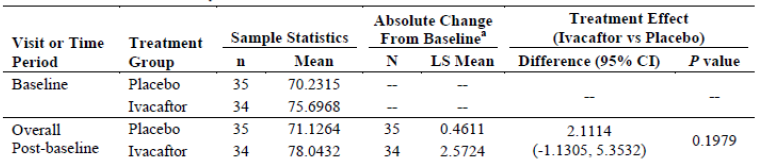 Absolute Change Treatment Effect
Visit or Time Treatment Sample Statistics From Baselineª (Ivacaftor vs Placebo)
Period Group n Mean N LS Mean Difference (95% CI) P value
Baseline Placebo 35 70.2315 -- --
Ivacaftor 34 75.6968 -- -- -- --
Overall Placebo 35 71.1264 35 0.4611 2.1114 0.1979
Post-baseline Ivacaftor 34 78.0432 34 2.5724 (-1.1305, 5.3532)